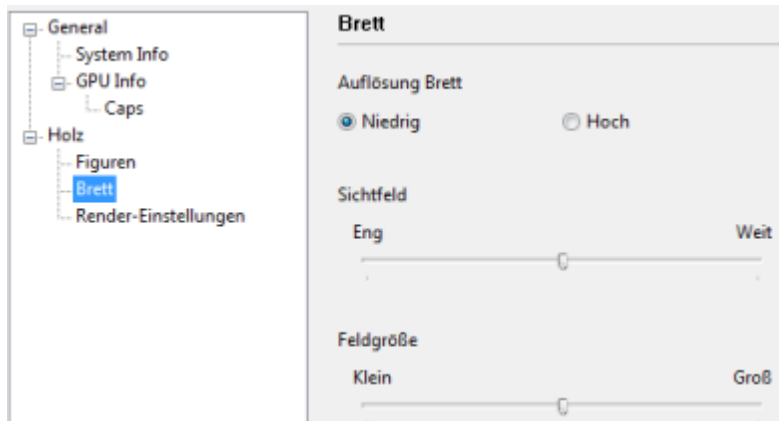 General
System Info
GPU Info
Caps
Holz
Figuren
Brett
Render-Einstellungen
Brett
Auflösung Brett
Niedrig Hoch
Sichtfeld
Eng Weit
Feldgröße
Klein Groß